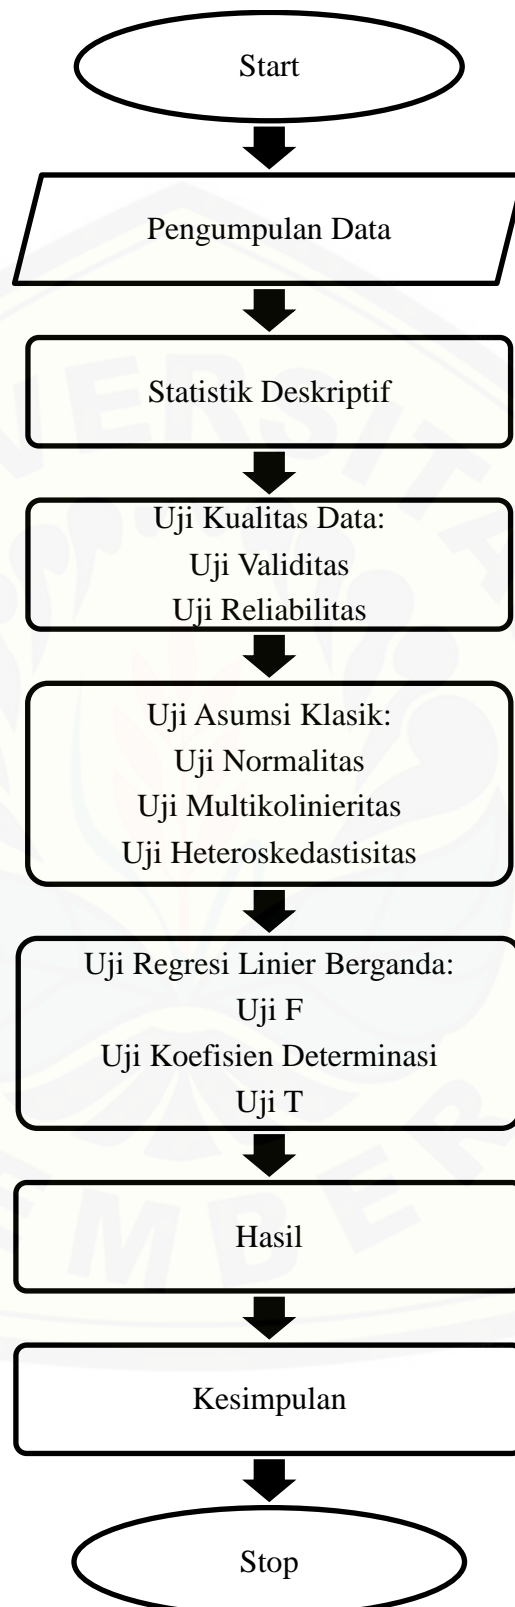 Start
Pengumpulan Data
Statistik Deskriptif
Uji Kualitas Data:
Uji Validitas
Uji Reliabilitas
Uji Asumsi Klasik:
Uji Normalitas
Uji Multikolinieritas
Uji Heteroskedastisitas
Uji Regresi Linier Berganda:
Uji F
Uji Koefisien Determinasi
Uji T
Hasil
Kesimpulan
Stop